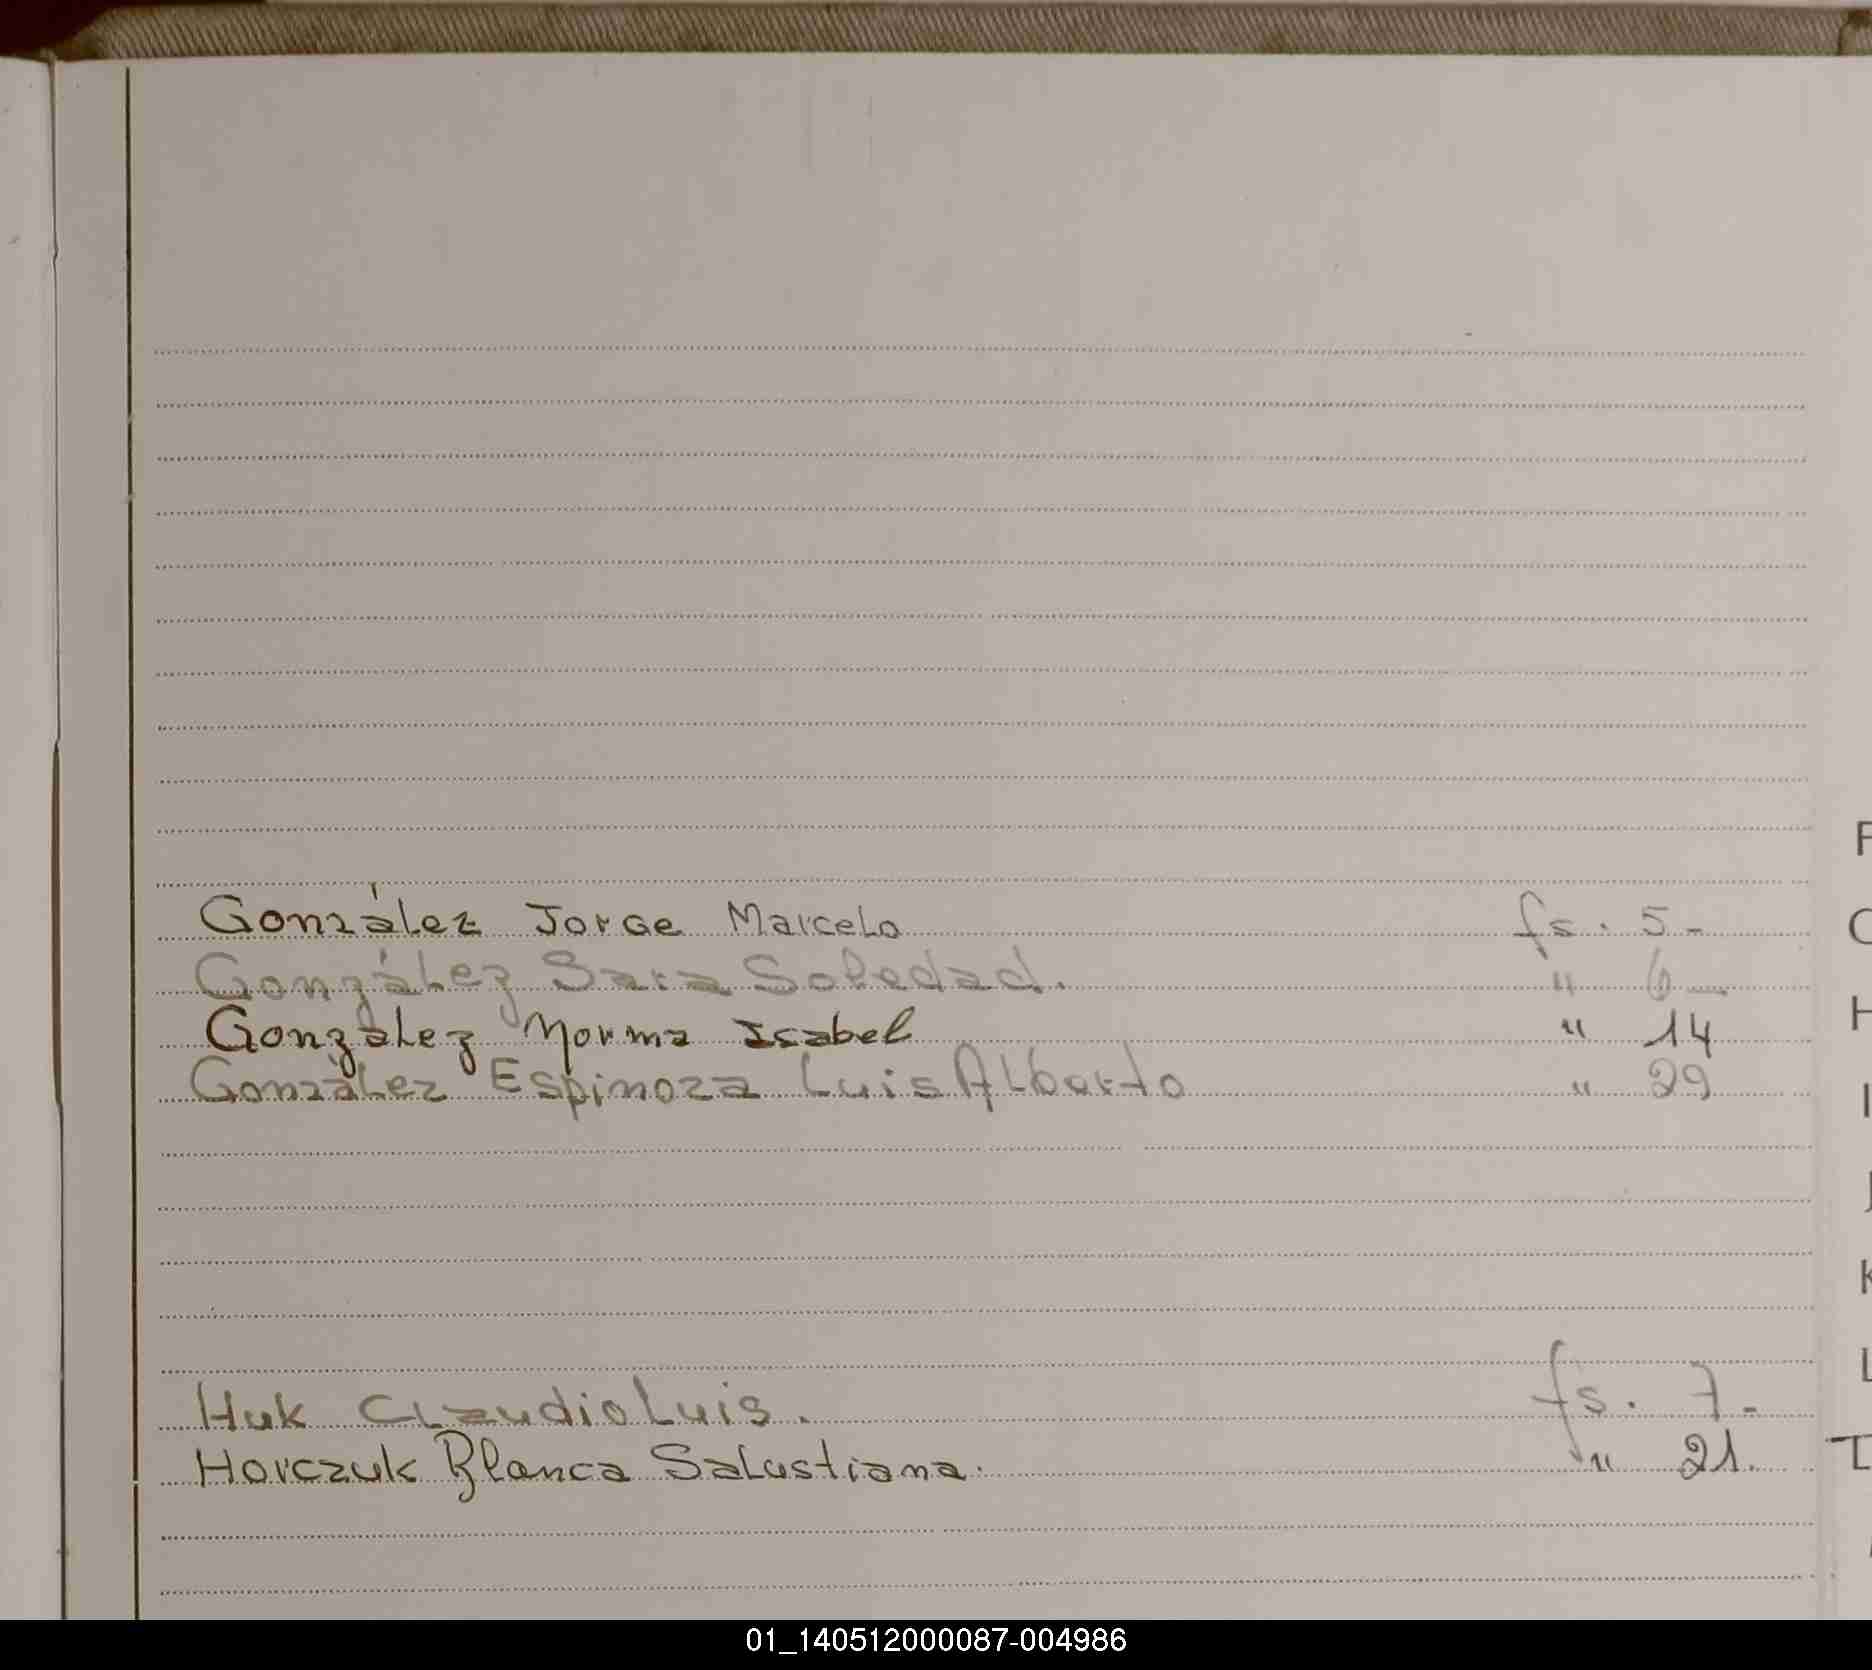 González Jorge Marcelo fs. 5-
González Sara Soledad. " 6-
González Norma Isabel " 14
González Espinoza Luis Alberto " 29
Huk Claudio Luis. fs. 7-
Horczuk Blanca Salustiana. " 21.
H
I
J
K
L
01_140512000087-004986